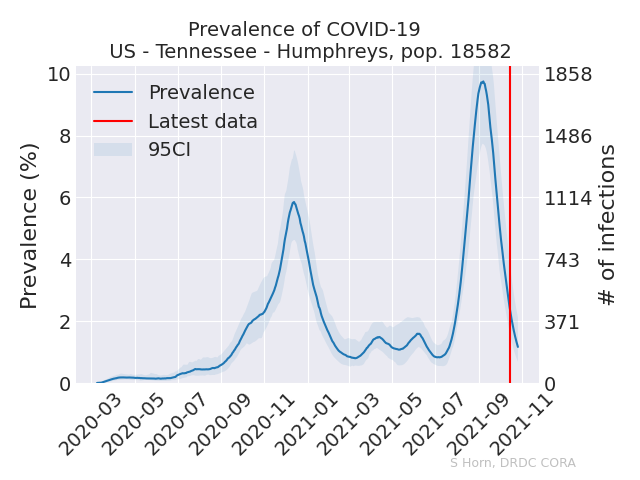 Prevalence of COVID-19
US - Tennessee - Humphreys, pop. 18582
Prevalence
Latest data
95CI
Prevalence (%)
10
8
6
4
2
0
1858
1486
1114
743
371
0
# of infections
2020-03
2020-05
2020-07
2020-09
2020-11
2021-01
2021-03
2021-05
2021-07
2021-09
2021-11
S Horn, DRDC CORA